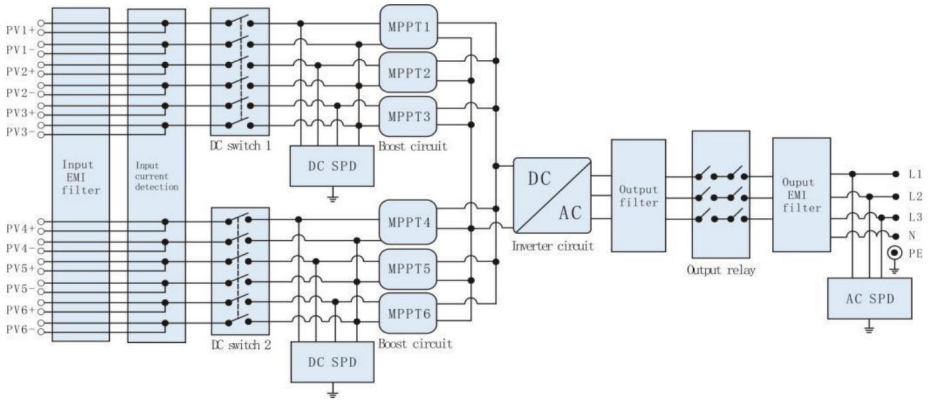 PV1+
PV1-
PV2+
PV2-
PV3+
PV3-
Input
EMI
filter
Input
current
detection
DC switch 1
DC SPD
MPPT1
MPPT2
MPPT3
Boost circuit
PV4+
PV4-
PV5+
PV5-
PV6+
PV6-
DC switch 2
DC SPD
MPPT4
MPPT5
MPPT6
Boost circuit
DC
AC
Inverter circuit
Output
filter
Output relay
Ouput
EMI
filter
L1
L2
L3
N
PE
AC SPD